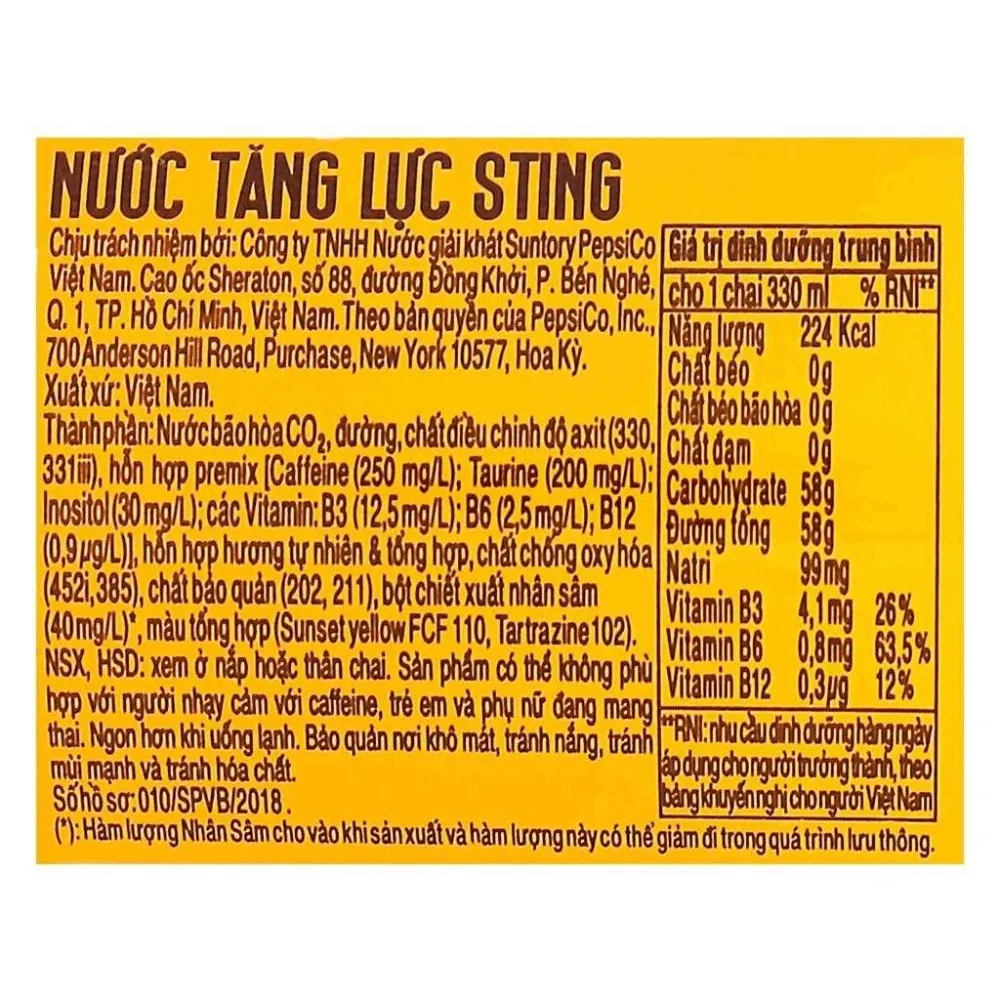 NƯỚC TĂNG LỰC STING
Chịu trách nhiệm bởi: Công ty TNHH Nước giải khát Suntory PepsiCo
Việt Nam. Cao ốc Sheraton, số 88, đường Đồng Khởi, P. Bến Nghé,
Q. 1, TP. Hồ Chí Minh, Việt Nam. Theo bản quyền của PepsiCo, Inc.,
700 Anderson Hill Road, Purchase, New York 10577, Hoa Kỳ.
Xuất xứ: Việt Nam.
Thành phần: Nước bão hòa CO₂, đường, chất điều chỉnh độ axit (330,
331iii), hỗn hợp premix [Caffeine (250 mg/L); Taurine (200 mg/L);
Inositol (30 mg/L); các Vitamin: B3 (12,5 mg/L); B6 (2,5 mg/L); B12
(0,9 µg/L)], hỗn hợp hương tự nhiên & tổng hợp, chất chống oxy hóa
(452i,385), chất bảo quản (202, 211), bột chiết xuất nhân sâm
(40mg/L)*, màu tổng hợp (Sunset yellow FCF 110, Tartrazine 102).
NSX, HSD: xem ở nắp hoặc thân chai. Sản phẩm có thể không phù
hợp với người nhạy cảm với caffeine, trẻ em và phụ nữ đang mang
thai. Ngon hơn khi uống lạnh. Bảo quản nơi khô mát, tránh nắng, tránh
mùi mạnh và tránh hóa chất.
Số hồ sơ: 010/SPVB/2018.
(*): Hàm lượng Nhân Sâm cho vào khi sản xuất và hàm lượng này có thể giảm đi trong quá trình lưu thông.
Giá trị dinh dưỡng trung bình
cho 1 chai 330 ml % RNI**
Năng lượng 224 Kcal
Chất béo 0g
Chất béo bão hòa 0g
Chất đạm 0g
Carbohydrate 58g
Đường tổng 58g
Natri 99mg
Vitamin B3 4,1mg 26%
Vitamin B6 0,8mg 63,5%
Vitamin B12 0,3µg 12%
**RNI: nhu cầu dinh dưỡng hàng ngày
áp dụng cho người trưởng thành, theo
bảng khuyến nghị cho người Việt Nam